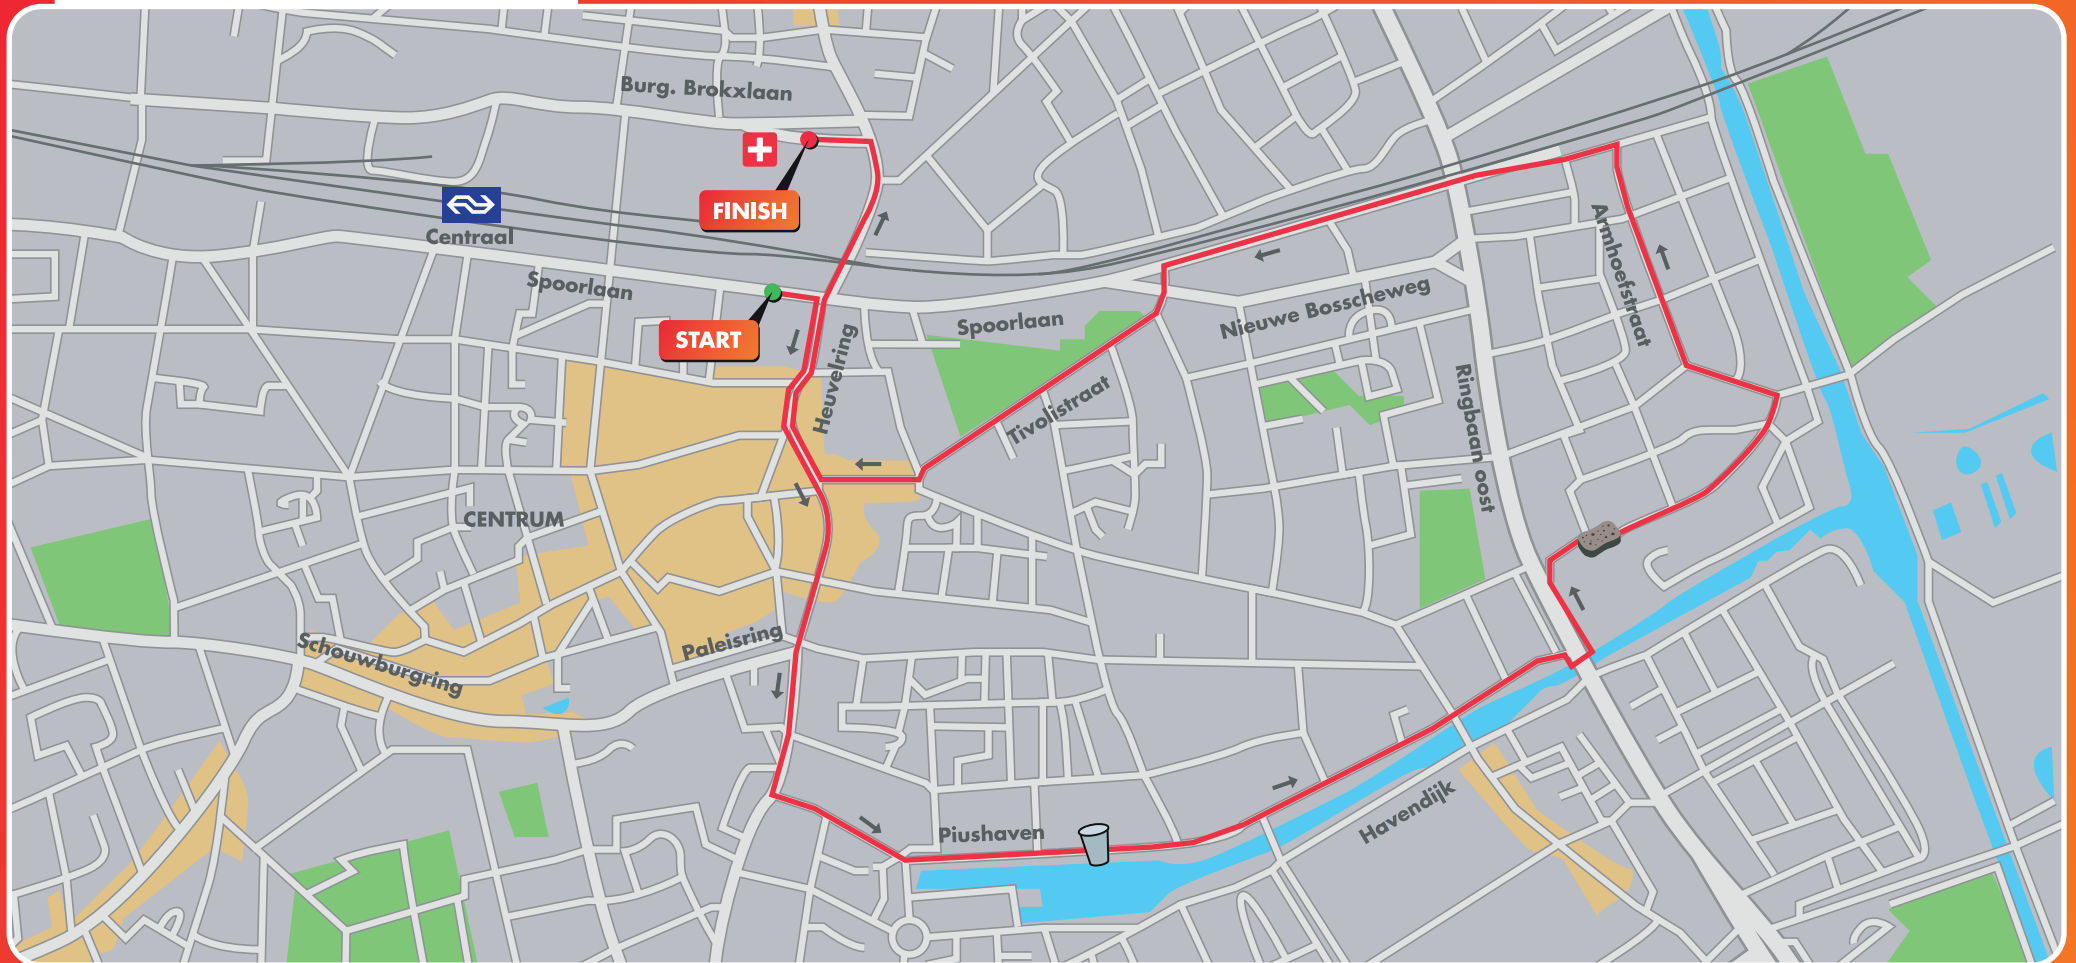 Burg. Brokxlaan
FINISH
Centraal
Spoorlaan
START
Heuvelring
Spoorlaan
Tivolistraat
Nieuwe Bosscheweg
Armhoefstraat
Ringbaan oost
CENTRUM
Schouwburgring
Paleisring
Piushaven
Havendijk